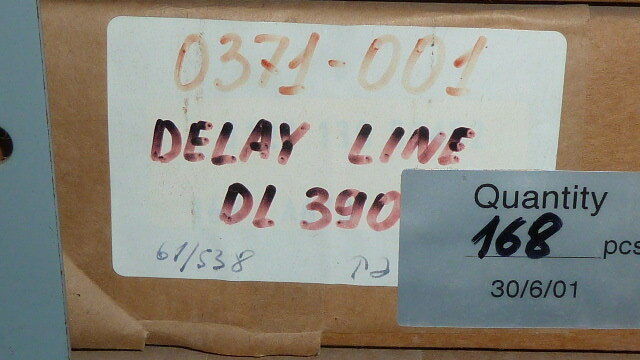 0371-001
DELAY LINE
DL 390
61/538
Quantity
168 pcs
30/6/01